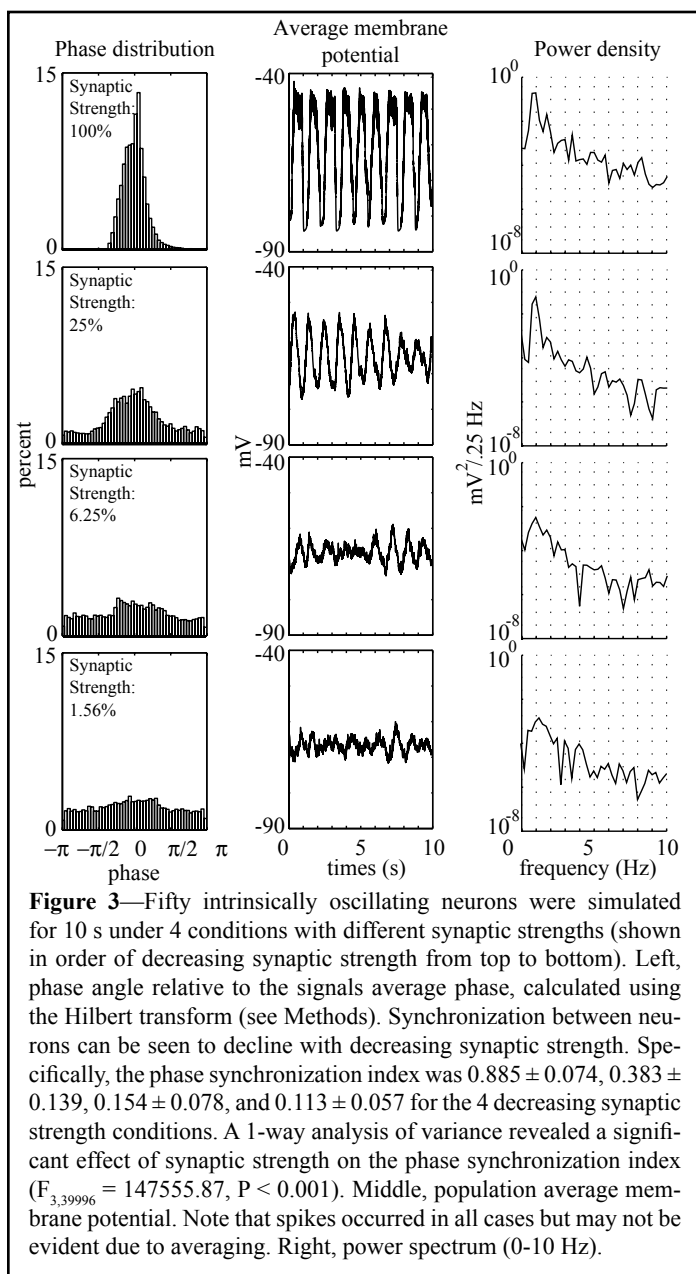 Phase distribution
Average membrane
potential
Power density
15
Synaptic
Strength:
100%
0
-40
-90
10^0
10^-8
15
Synaptic
Strength:
25%
0
-40
-90
10^0
10^-8
15
Synaptic
Strength:
6.25%
0
-40
-90
10^0
10^-8
15
Synaptic
Strength:
1.56%
0
-40
-90
10^0
10^-8
percent
mV
mV²/.25 Hz
−π −π/2 0 π/2 π
phase
0 5 10
times (s)
0 5 10
frequency (Hz)
Figure 3—Fifty intrinsically oscillating neurons were simulated
for 10 s under 4 conditions with different synaptic strengths (shown
in order of decreasing synaptic strength from top to bottom). Left,
phase angle relative to the signals average phase, calculated using
the Hilbert transform (see Methods). Synchronization between neu-
rons can be seen to decline with decreasing synaptic strength. Spe-
cifically, the phase synchronization index was 0.885 ± 0.074, 0.383 ±
0.139, 0.154 ± 0.078, and 0.113 ± 0.057 for the 4 decreasing synaptic
strength conditions. A 1-way analysis of variance revealed a signifi-
cant effect of synaptic strength on the phase synchronization index
(F3,39996 = 147555.87, P < 0.001). Middle, population average mem-
brane potential. Note that spikes occurred in all cases but may not be
evident due to averaging. Right, power spectrum (0-10 Hz).